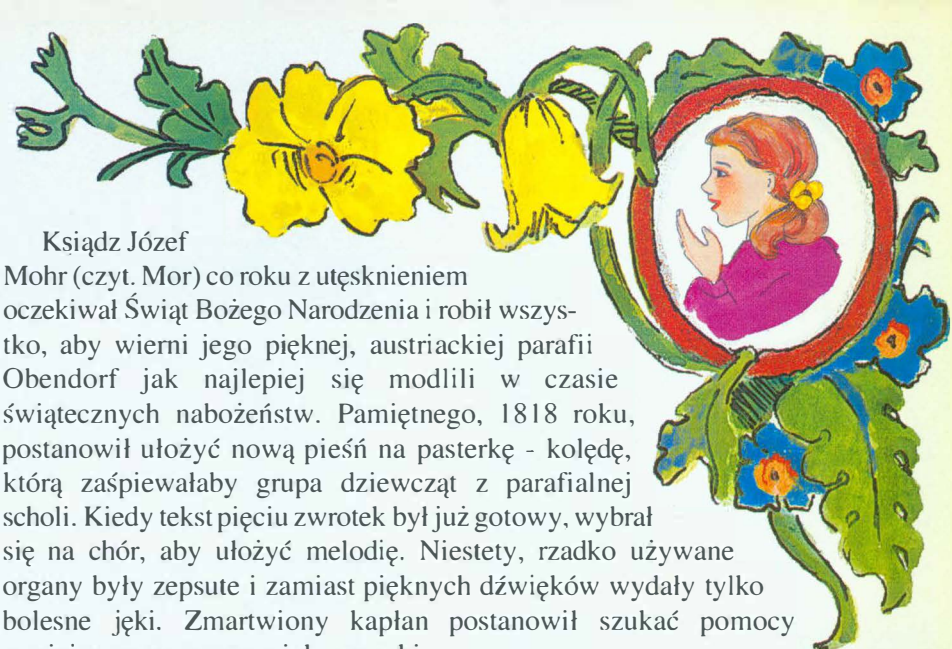 Ksiądz Józef
Mohr (czyt. Mor) co roku z utęsknieniem
oczekiwał Świąt Bożego Narodzenia i robił wszys-
tko, aby wierni jego pięknej, austriackiej parafii
Obendorf jak najlepiej się modlili w czasie
świątecznych nabożeństw. Pamiętnego, 1818 roku,
postanowił ułożyć nową pieśń na pasterkę - kolędę,
którą zaśpiewałaby grupa dziewcząt z parafialnej
scholi. Kiedy tekst pięciu zwrotek był już gotowy, wybrał
się na chór, aby ułożyć melodię. Niestety, rzadko używane
organy były zepsute i zamiast pięknych dźwięków wydały tylko
bolesne jęki. Zmartwiony kapłan postanowił szukać pomocy